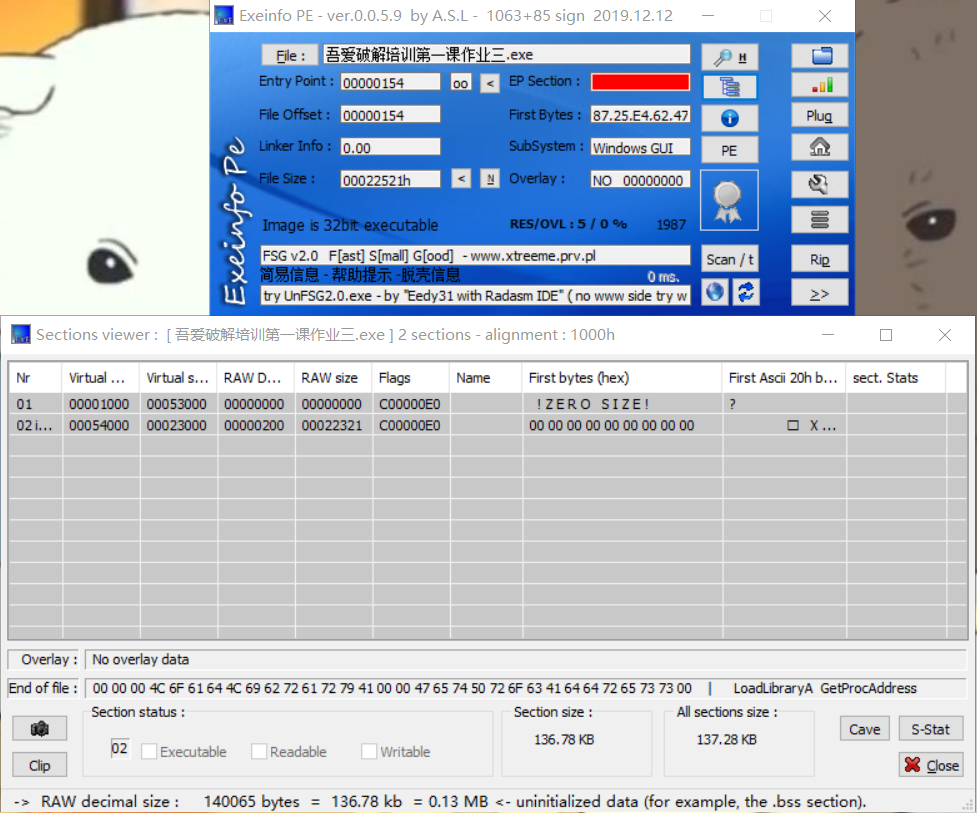 Exeinfo PE - ver.0.0.5.9 by A.S.L - 1063+85 sign 2019.12.12
File : 吾爱破解培训第一课作业三.exe H
Entry Point : 00000154 oo < EP Section :
File Offset : 00000154 First Bytes : 87.25.E4.62.47 Plug
Linker Info : 0.00 SubSystem : Windows GUI PE
File Size : 00022521h < N Overlay : NO 00000000
Image is 32bit executable RES/OVL : 5 / 0 % 1987
Exeinfo Pe
FSG v2.0 F[ast] S[mall] G[ood] - www.xtreeme.prv.pl Scan / t Rip
简易信息 - 帮助提示 -脱壳信息 0 ms.
try UnFSG2.0.exe - by "Eedy31 with Radasm IDE" ( no www side try w >>
Sections viewer : [ 吾爱破解培训第一课作业三.exe ] 2 sections - alignment : 1000h
Nr Virtual ... Virtual s... RAW D... RAW size Flags Name First bytes (hex) First Ascii 20h b... sect. Stats
01 00001000 00053000 00000000 00000000 C00000E0 ! Z E R O S I Z E ! ?
02 i... 00054000 00023000 00000200 00022321 C00000E0 00 00 00 00 00 00 00 00 00 00 □ X ...
Overlay : No overlay data
End of file : 00 00 00 4C 6F 61 64 4C 69 62 72 61 72 79 41 00 00 47 65 74 50 72 6F 63 41 64 64 72 65 73 73 00 | LoadLibraryA GetProcAddress
Section status : Section size : All sections size :
02 Executable Readable Writable 136.78 KB 137.28 KB Cave S-Stat
Clip Close
-> RAW decimal size : 140065 bytes = 136.78 kb = 0.13 MB <- uninitialized data (for example, the .bss section).